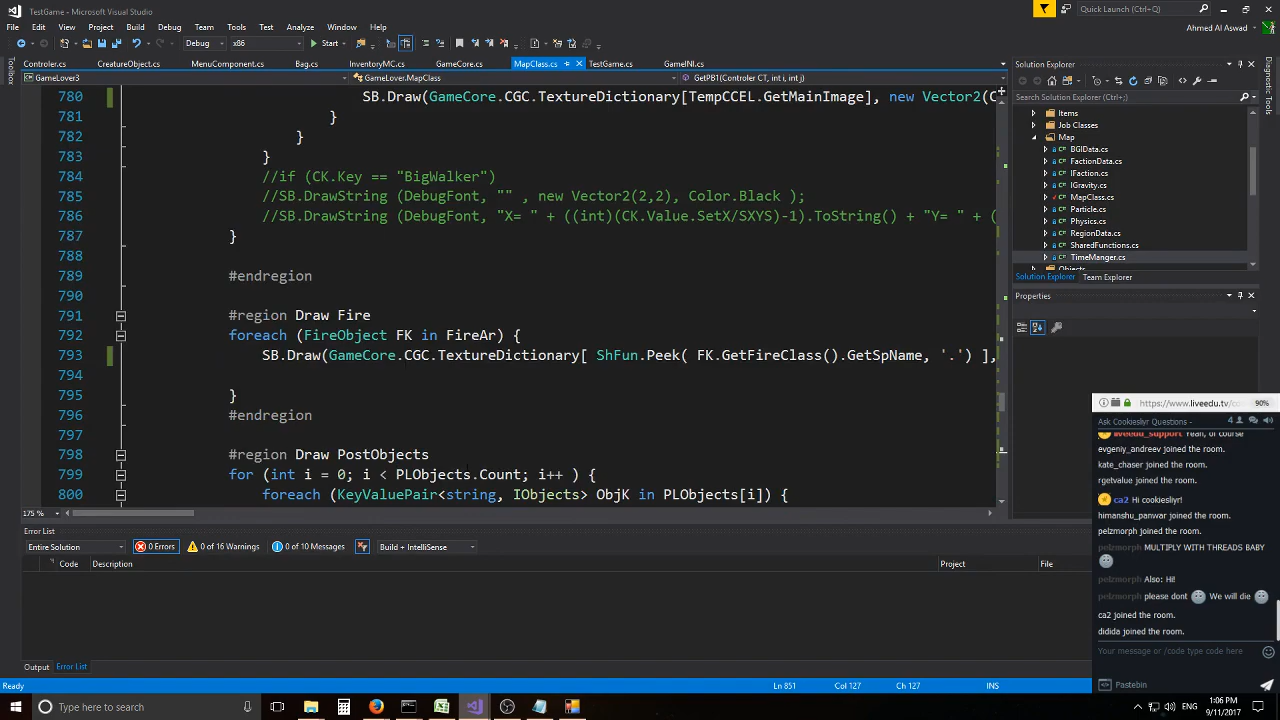 TestGame - Microsoft Visual Studio
Quick Launch (Ctrl+Q)
File Edit View Project Build Debug Team Tools Architecture Test Analyze Window Help
Ahmed Al Aswad
Debug x86 Start
Controler.cs CreatureObject.cs MenuComponent.cs Bag.cs InventoryMC.cs GameCore.cs MapClass.cs TestGame.cs GameNI.cs
Solution Explorer
Toolbox
GameLover3 GameLover.MapClass GetPB1(Controler CT, int i, int j)
Diagnostic Tools
Search Solution Explorer (Ctrl+;)
780 SB.Draw(GameCore.CGC.TextureDictionary[TempCCEL.GetMainImage], new Vector2(C
781 }
782 }
783 }
784 //if (CK.Key == "BigWalker")
785 //SB.DrawString (DebugFont, "" , new Vector2(2,2), Color.Black );
786 //SB.DrawString (DebugFont, "X= " + ((int)(CK.Value.SetX/SXYS)-1).ToString() + "Y= " + (
787 }
788
789 #endregion
790
791 #region Draw Fire
792 foreach (FireObject FK in FireAr) {
793 SB.Draw(GameCore.CGC.TextureDictionary[ ShFun.Peek( FK.GetFireClass().GetSpName, '.') ],
794
795 }
796 #endregion
797
798 #region Draw PostObjects
799 for (int i = 0; i < PLObjects.Count; i++ ) {
800 foreach (KeyValuePair<string, IObjects> ObjK in PLObjects[i]) {
Items
Job Classes
Map
BGIData.cs
FactionData.cs
IFaction.cs
IGravity.cs
MapClass.cs
Particle.cs
Physics.cs
RegionData.cs
SharedFunctions.cs
TimeManger.cs
Objects
Solution Explorer Team Explorer
Properties
175 %
Error List
Entire Solution 0 Errors 0 of 16 Warnings 0 of 10 Messages Build + IntelliSense
Code Description Project File
Output Error List
Ready Ln 851 Col 127 Ch 127 INS
https://www.liveedu.tv/co 90%
Ask Cookiesliyr Questions - 4
liveedu_support Yeah, of course
evgeniy_andreev joined the room.
kate_chaser joined the room.
rgetvalue joined the room.
ca2 Hi cookiesliyr!
himanshu_panwar joined the room.
pelzmorph joined the room.
pelzmorph MULTIPLY WITH THREADS BABY
pelzmorph Also: Hi!
pelzmorph please dont We will die
ca2 joined the room.
didida joined the room.
Your message or /code type code here
Pastebin
Type here to search
ENG 1:06 PM
9/11/2017